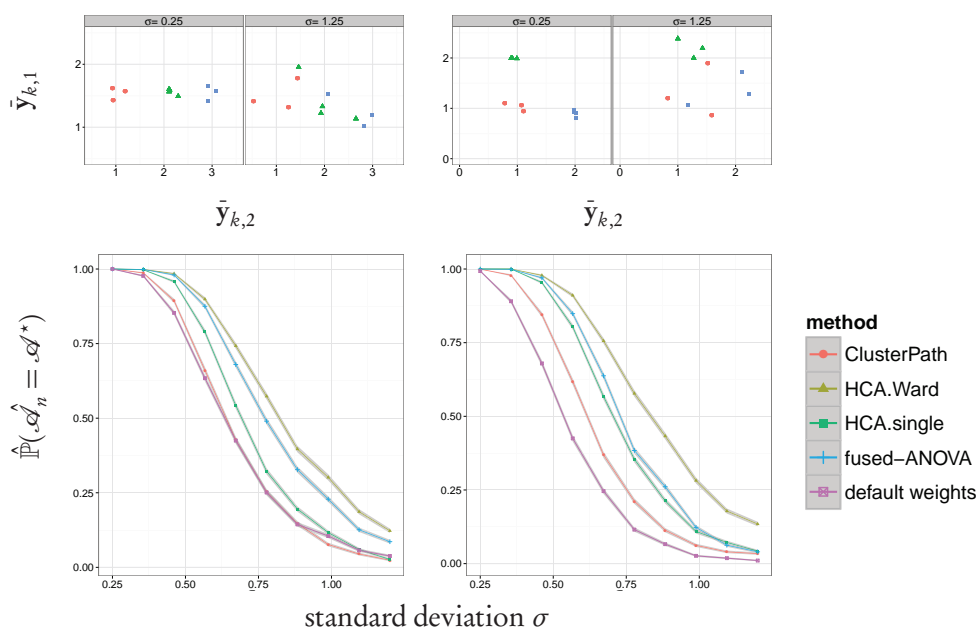 σ= 0.25 σ= 1.25 σ= 0.25 σ= 1.25
ȳk,1
2
1
2
1
0
1 2 3 1 2 3 0 1 2 0 1 2
ȳk,2 ȳk,2
ℙ̂(𝒜̂n = 𝒜⋆)
1.00
0.75
0.50
0.25
0.00
1.00
0.75
0.50
0.25
0.00
0.25 0.50 0.75 1.00 0.25 0.50 0.75 1.00
standard deviation σ
method
ClusterPath
HCA.Ward
HCA.single
fused−ANOVA
default weights